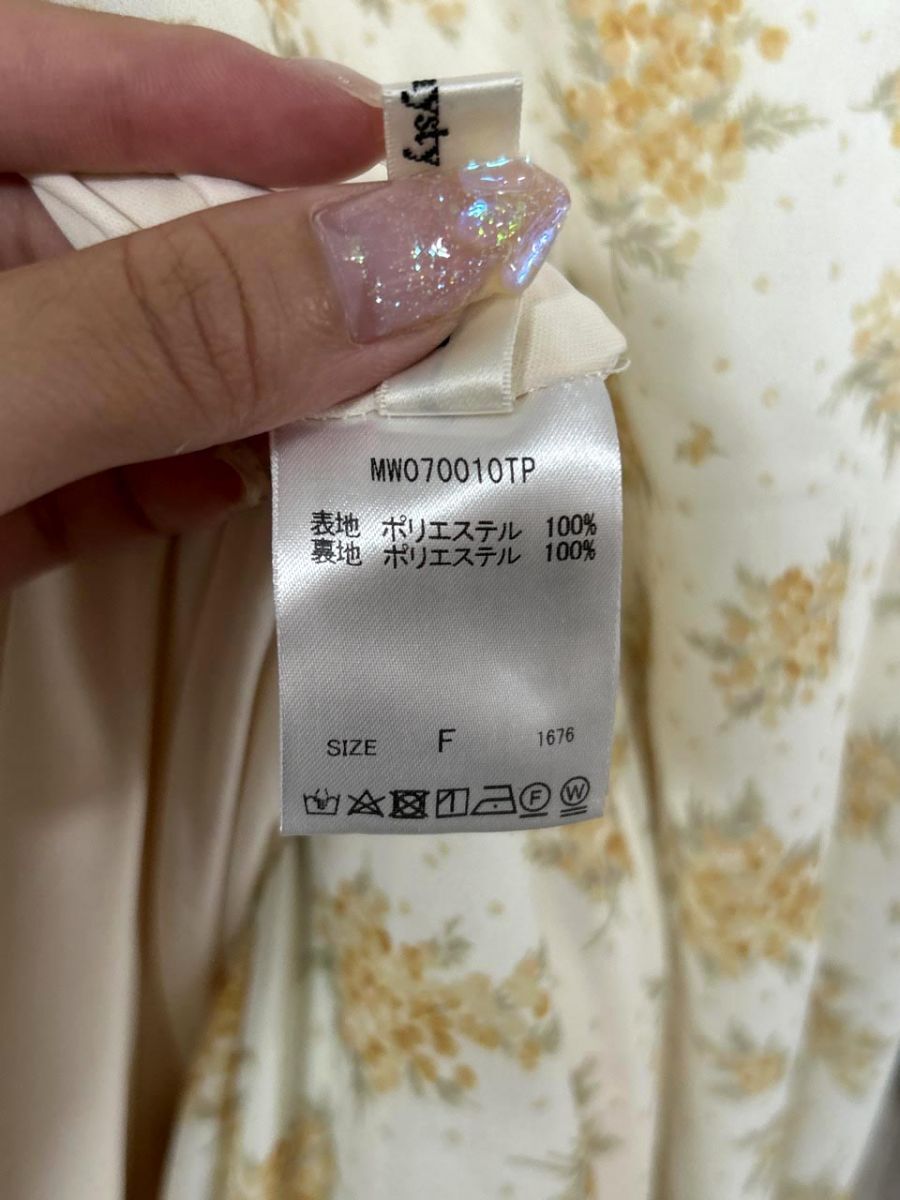 ysty
MW070010TP
表地 ポリエステル 100%
裏地 ポリエステル 100%
SIZE F 1676
F W